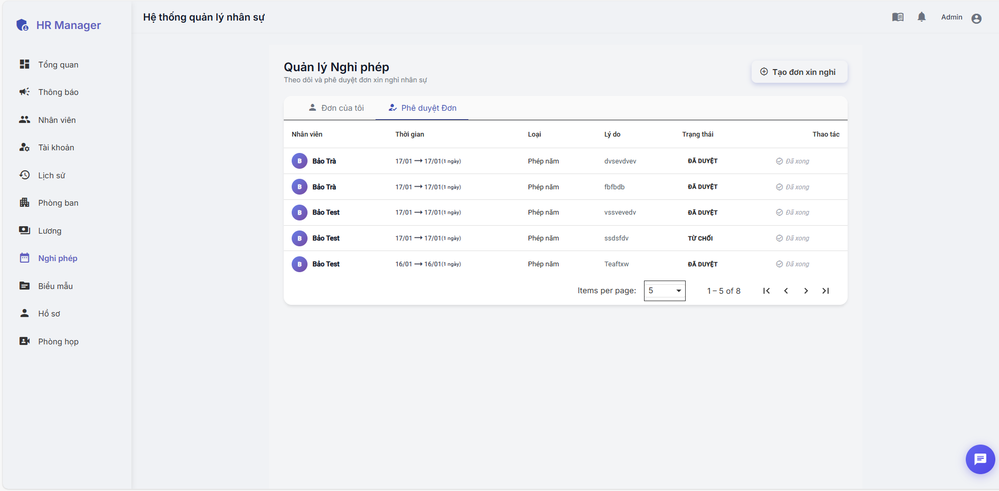 HR Manager
Hệ thống quản lý nhân sự
Admin
Tổng quan
Thông báo
Nhân viên
Tài khoản
Lịch sử
Phòng ban
Lương
Nghỉ phép
Biểu mẫu
Hồ sơ
Phòng họp
Quản lý Nghỉ phép
Theo dõi và phê duyệt đơn xin nghỉ nhân sự
Tạo đơn xin nghỉ
Đơn của tôi Phê duyệt Đơn
Nhân viên Thời gian Loại Lý do Trạng thái Thao tác
B Bảo Trà 17/01 → 17/01(1 ngày) Phép năm dvsevdvev ĐÃ DUYỆT Đã xong
B Bảo Trà 17/01 → 17/01(1 ngày) Phép năm fbfbdb ĐÃ DUYỆT Đã xong
B Bảo Test 17/01 → 17/01(1 ngày) Phép năm vssvevedv ĐÃ DUYỆT Đã xong
B Bảo Test 17/01 → 17/01(1 ngày) Phép năm ssdsfdv TỪ CHỐI Đã xong
B Bảo Test 16/01 → 16/01(1 ngày) Phép năm Teaftxw ĐÃ DUYỆT Đã xong
Items per page: 5 1 – 5 of 8